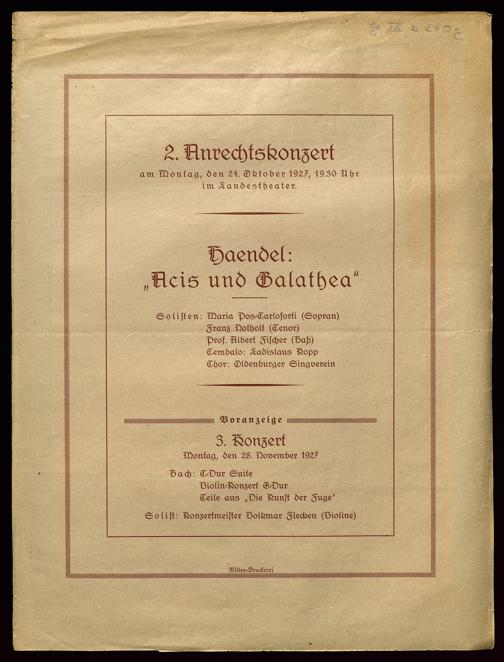 2. Anrechtskonzert
am Montag, den 24. Oktober 1927, 19.30 Uhr
im Landestheater.
Haendel:
„Acis und Galathea“
Solisten: Maria Pos-Carloforti (Sopran)
Franz Notholt (Tenor)
Prof. Albert Fischer (Baß)
Cembalo: Ladislaus Kopp
Chor: Oldenburger Singverein
Voranzeige
3. Konzert
Montag, den 28. November 1927
Bach: C-Dur Suite
Violin-Konzert E-Dur
Teile aus „Die Kunst der Fuge‘
Solist: Konzertmeister Volkmar Flecken (Violine)
Ritter-Druckerei